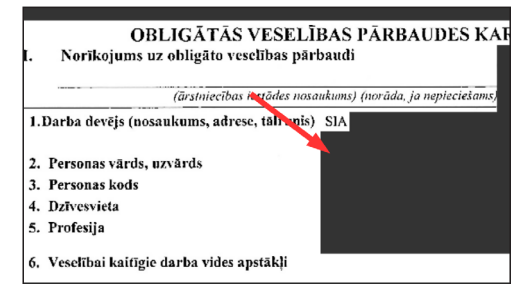 OBLIGĀTĀS VESELĪBAS PĀRBAUDES
I. Norīkojums uz obligāto veselības pārbaudi
(ārstniecības iestādes nosaukums) (norāda, ja nepieciešams)
1.Darba devējs (nosaukums, adrese, tālrunis) SIA
2. Personas vārds, uzvārds
3. Personas kods
4. Dzīvesvieta
5. Profesija
6. Veselībai kaitīgie darba vides apstākļi